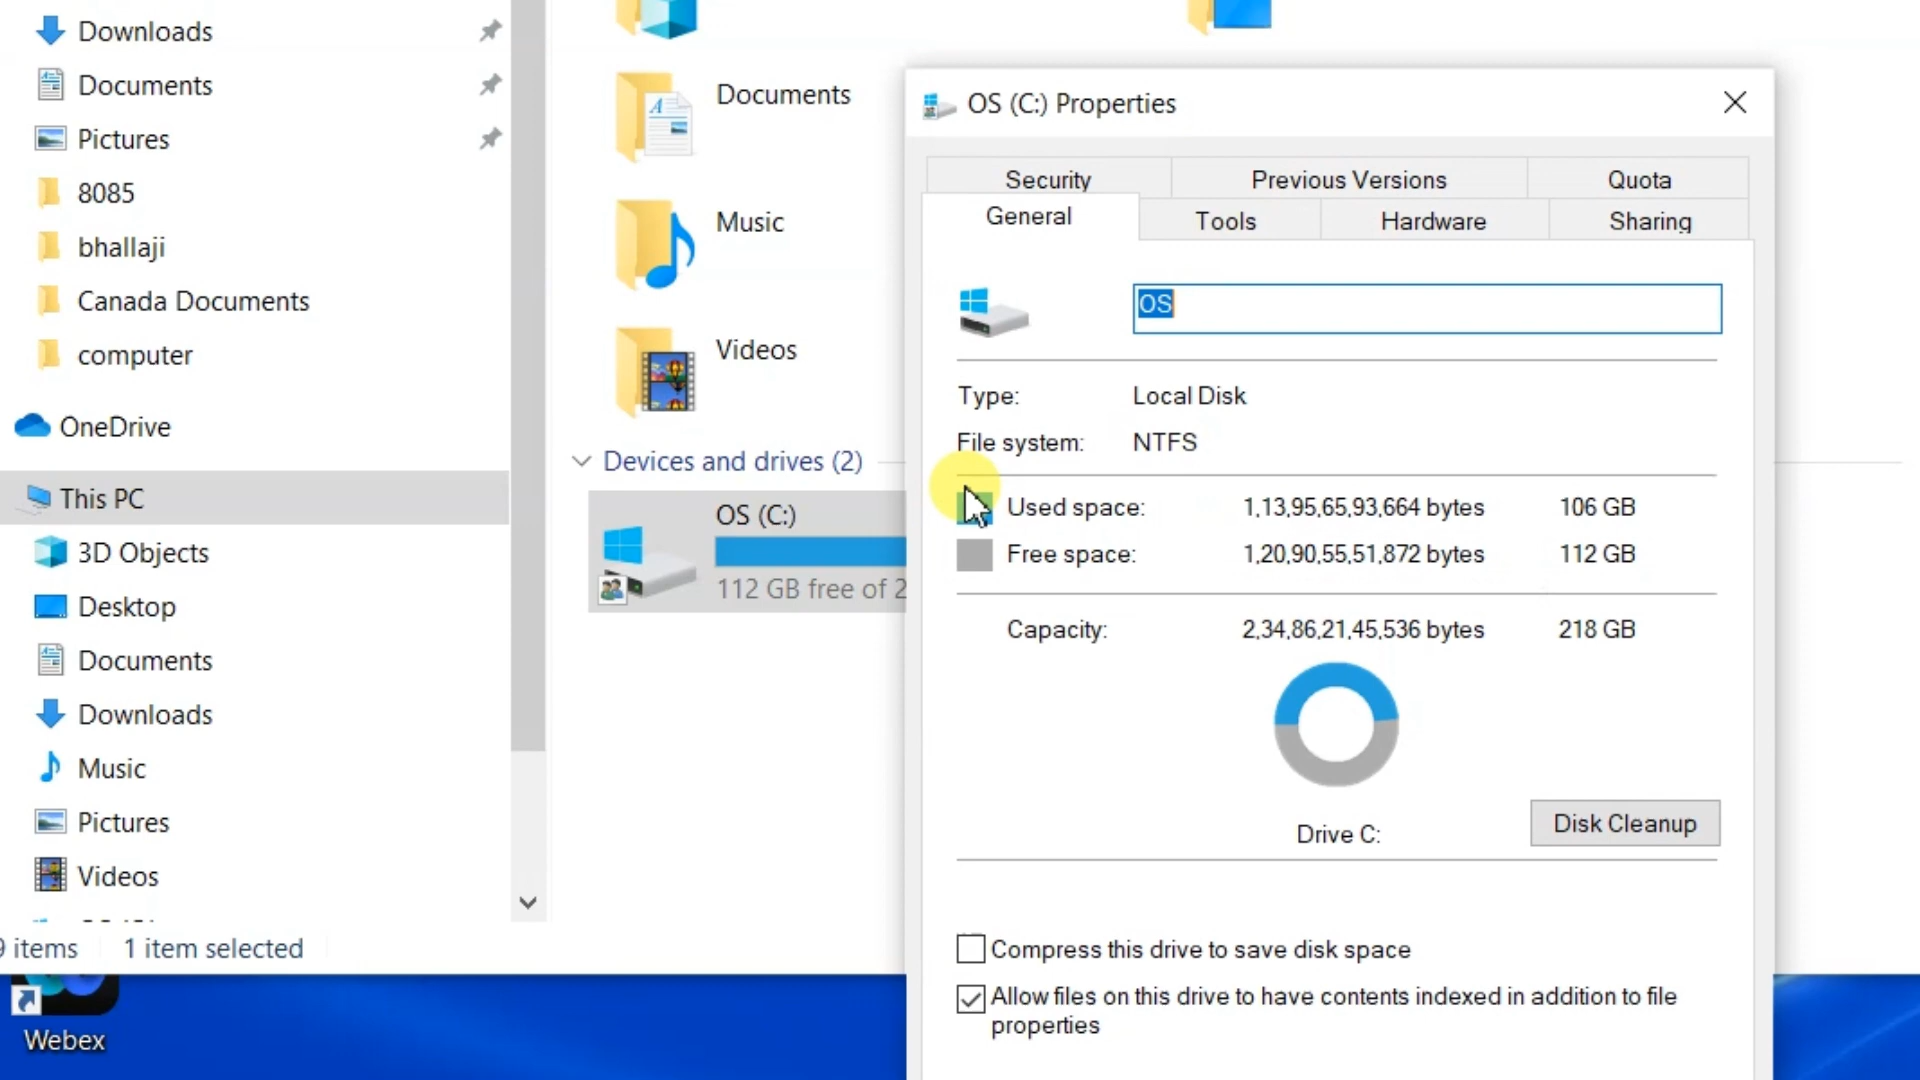 Downloads
Documents
Pictures
8085
bhallaji
Canada Documents
computer
OneDrive
This PC
3D Objects
Desktop
Documents
Downloads
Music
Pictures
Videos
9 items 1 item selected
Webex
Documents
Music
Videos
Devices and drives (2)
OS (C:)
112 GB free of 2
OS (C:) Properties
Security Previous Versions Quota
General Tools Hardware Sharing
OS
Type: Local Disk
File system: NTFS
Used space: 1,13,95,65,93,664 bytes 106 GB
Free space: 1,20,90,55,51,872 bytes 112 GB
Capacity: 2,34,86,21,45,536 bytes 218 GB
Drive C:
Disk Cleanup
Compress this drive to save disk space
Allow files on this drive to have contents indexed in addition to file
properties